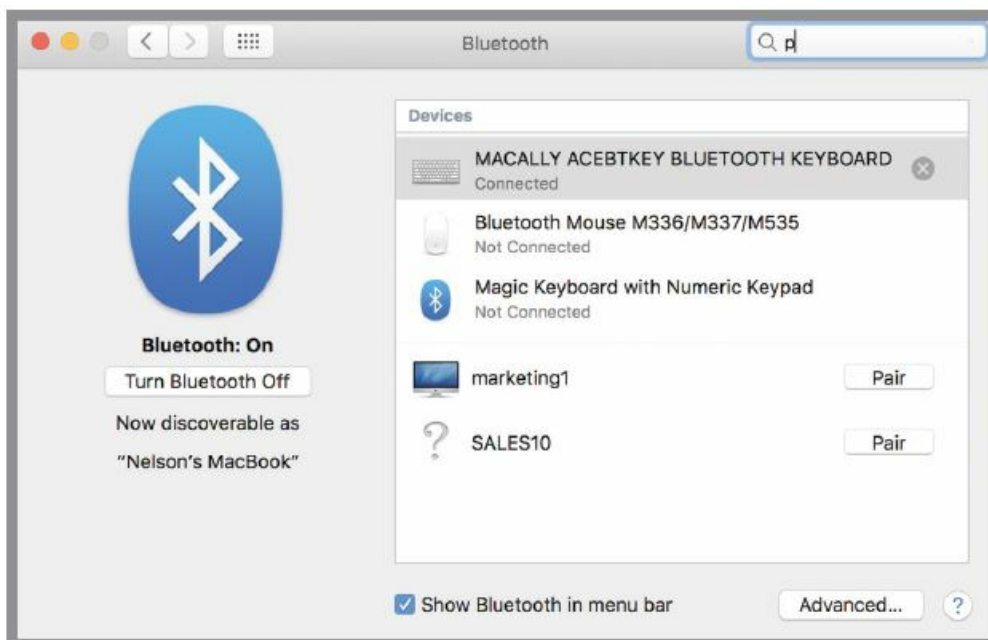 Bluetooth
p
Devices
MACALLY ACEBTKEY BLUETOOTH KEYBOARD
Connected
Bluetooth Mouse M336/M337/M535
Not Connected
Magic Keyboard with Numeric Keypad
Not Connected
marketing1 Pair
SALES10 Pair
Bluetooth: On
Turn Bluetooth Off
Now discoverable as
“Nelson’s MacBook”
Show Bluetooth in menu bar Advanced... ?